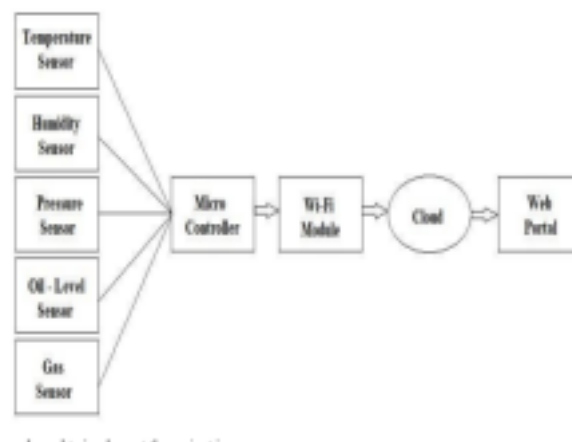 Temperature
Sensor
Humidity
Sensor
Pressure
Sensor
Oil - Level
Sensor
Gas
Sensor
Micro
Controller
Wi-Fi
Module
Cloud
Web
Portal